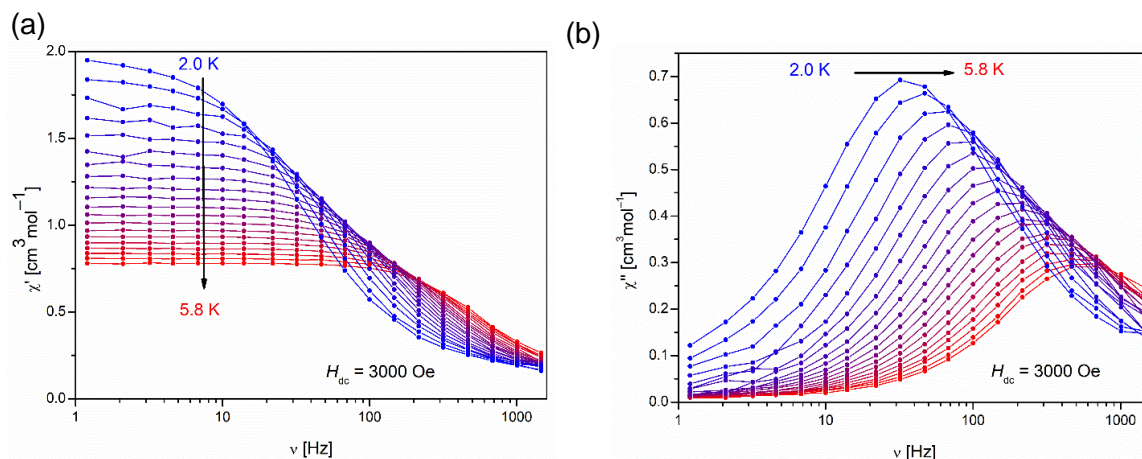 (a)
2.0
1.5
1.0
0.5
0.0
χ' [cm³mol⁻¹]
2.0 K
5.8 K
H_dc = 3000 Oe
1
10
100
1000
ν [Hz]
(b)
0.7
0.6
0.5
0.4
0.3
0.2
0.1
0.0
χ'' [cm³mol⁻¹]
2.0 K
5.8 K
H_dc = 3000 Oe
1
10
100
1000
ν [Hz]